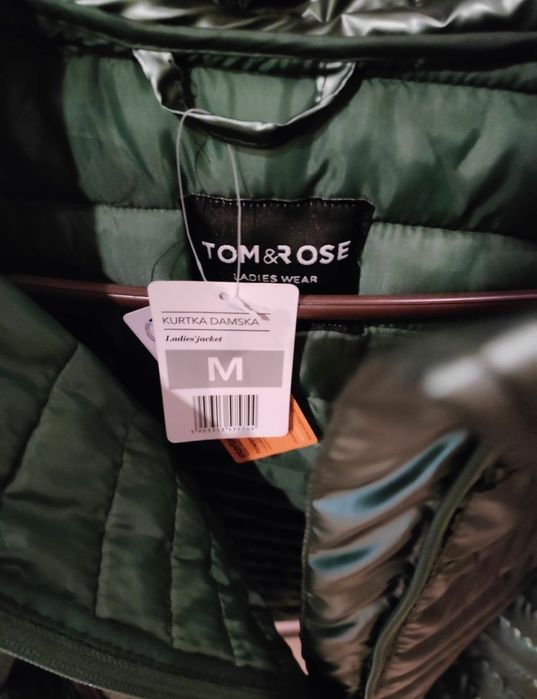 TOM&ROSE
LADIES WEAR
KURTKA DAMSKA
Ladies' jacket
M